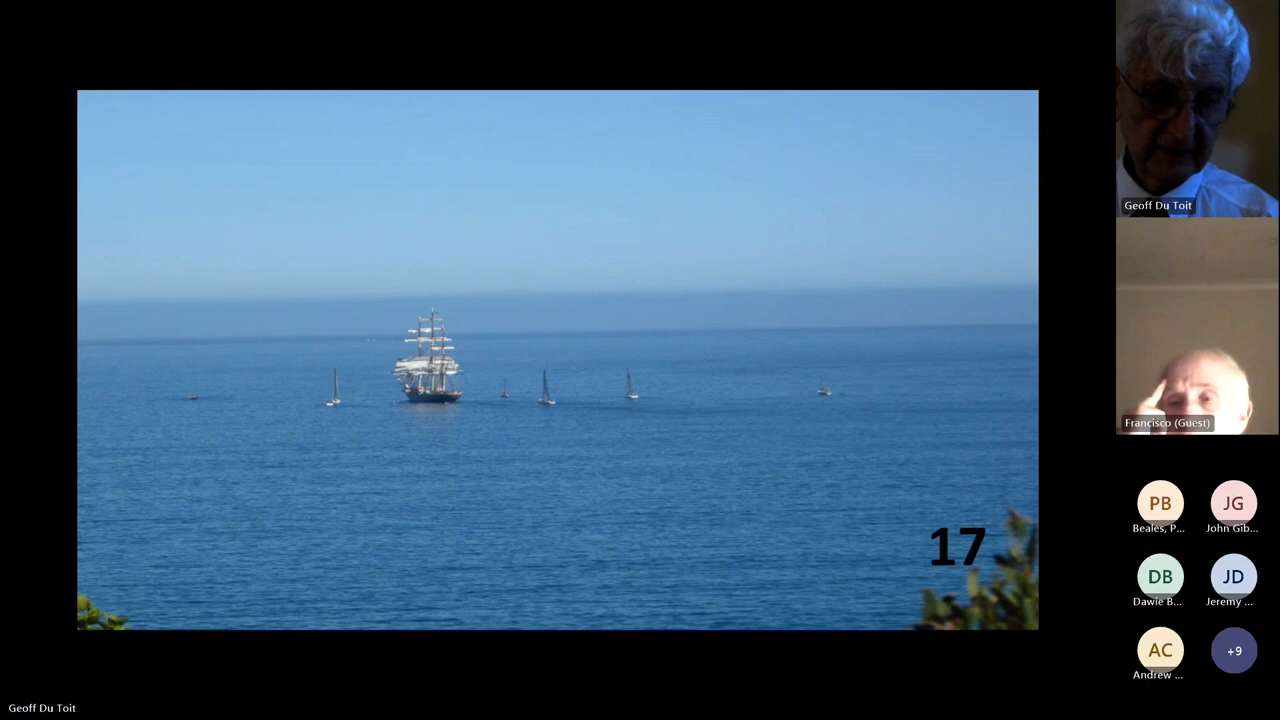 17
Geoff Du Toit
Francisco (Guest)
PB
Beales, P...
JG
John Gib...
DB
Dawie B...
JD
Jeremy ...
AC
Andrew ...
+9
Geoff Du Toit